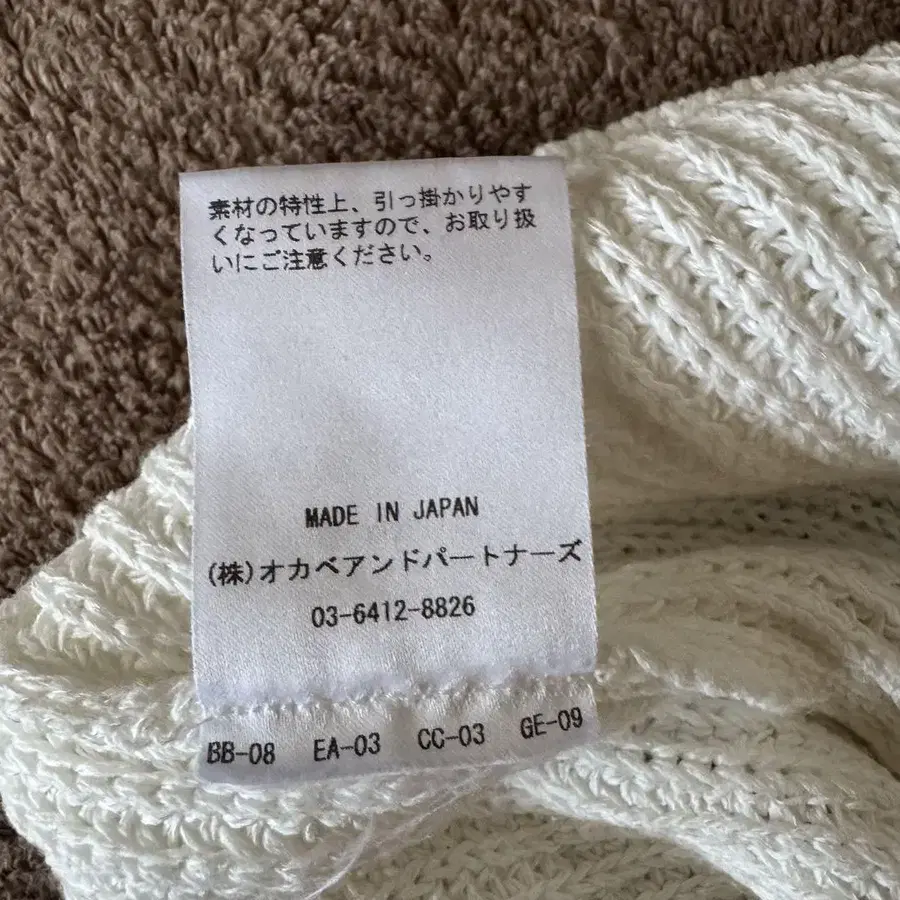 素材の特性上、引っ掛かりやす
くなっていますので、お取り扱
いにご注意ください。
MADE IN JAPAN
(株)オカベアンドパートナーズ
03-6412-8826
BB-08 EA-03 CC-03 GE-09